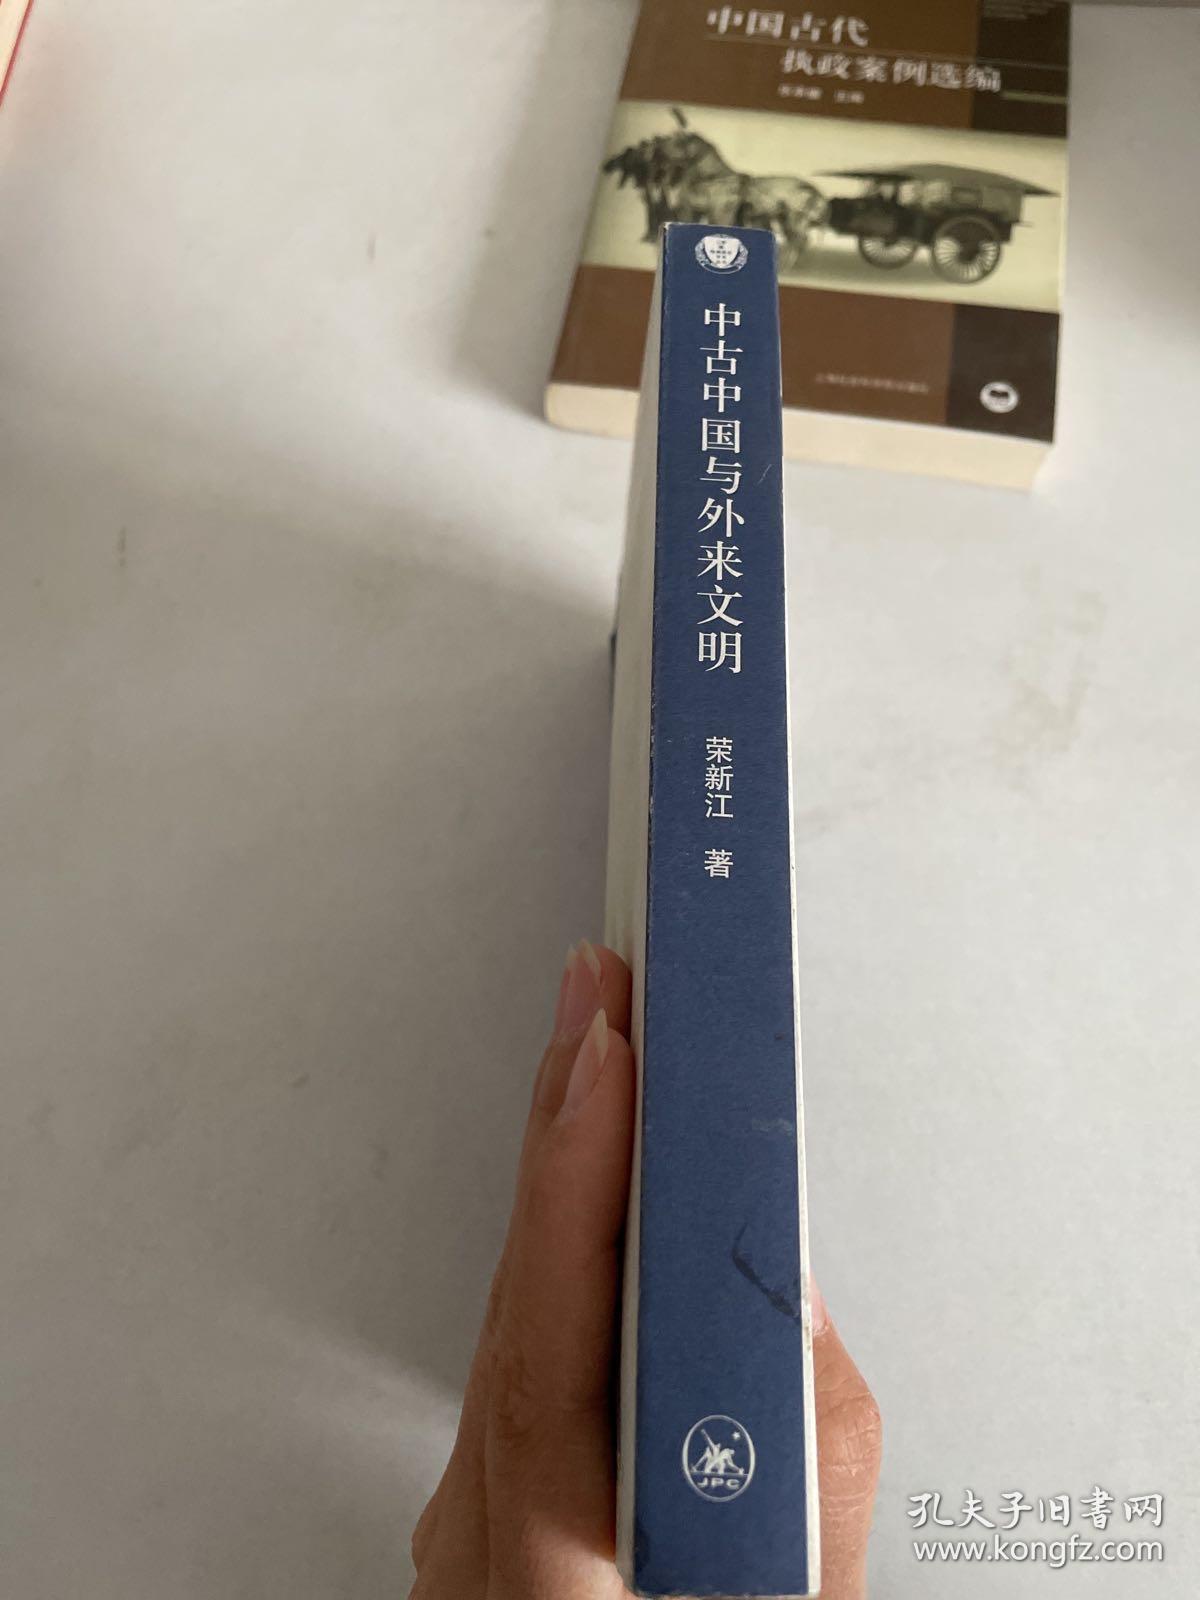 中国古代
执政案例选编
中古中国与外来文明
荣新江 著
JPC
孔夫子旧書网
www.kongfz.com